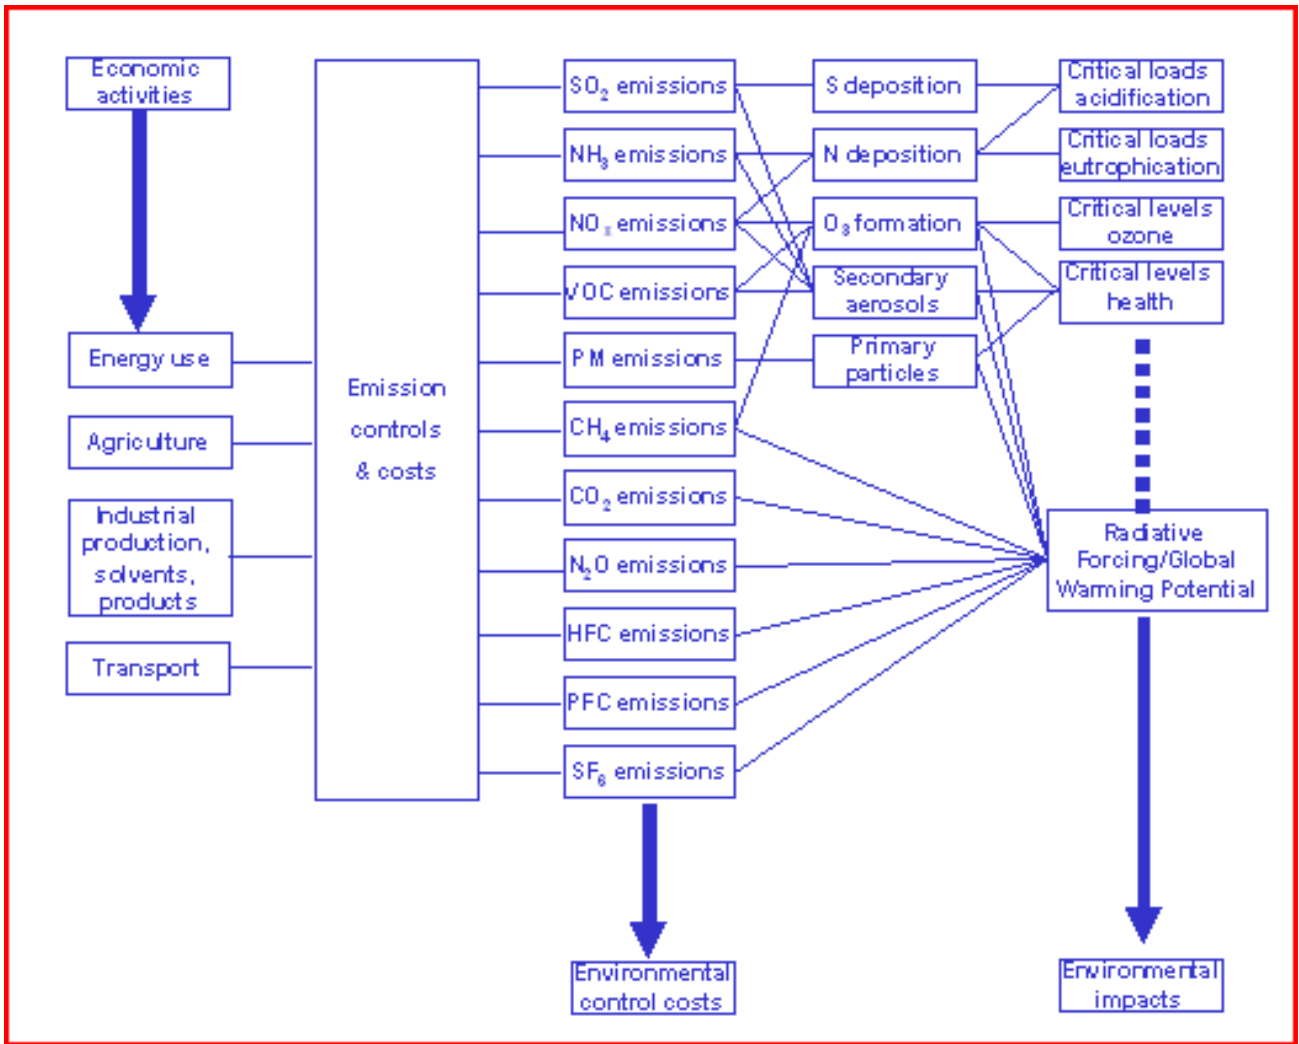 Economic
activities
Energy use
Agriculture
Industrial
production,
solvents,
products
Transport
Emission
controls
& costs
SO₂ emissions
NH₃ emissions
NOₓ emissions
VOC emissions
PM emissions
CH₄ emissions
CO₂ emissions
N₂O emissions
HFC emissions
PFC emissions
SF₆ emissions
Environmental
control costs
S deposition
N deposition
O₃ formation
Secondary
aerosols
Primary
particles
Critical loads
acidification
Critical loads
eutrophication
Critical levels
ozone
Critical levels
health
Radiative
Forcing/Global
Warming Potential
Environmental
impacts